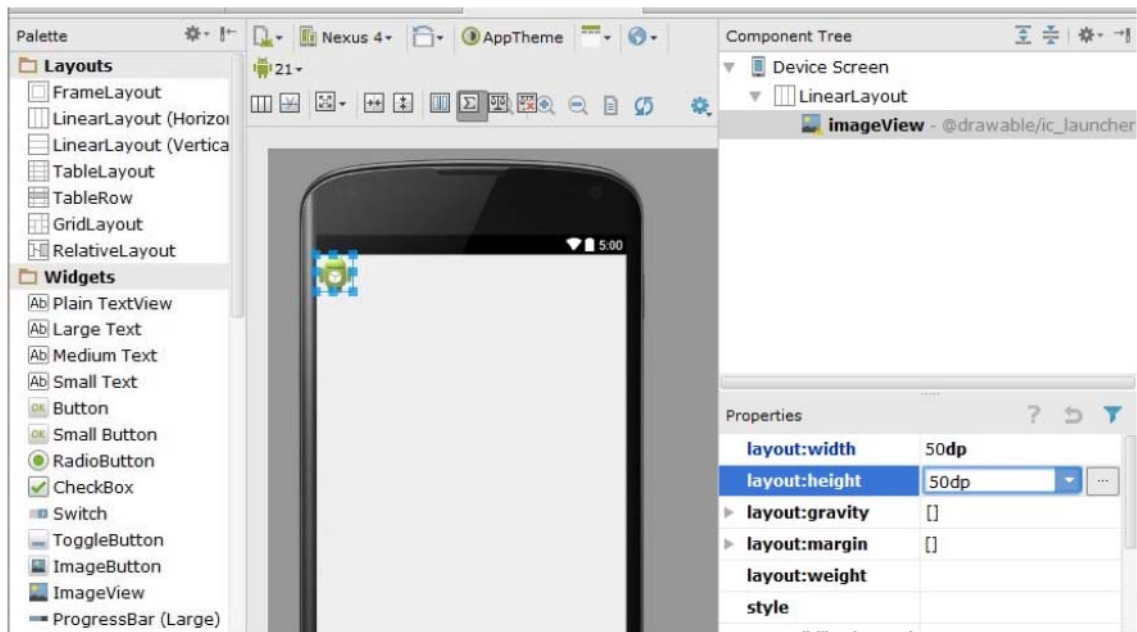 Palette
Layouts
FrameLayout
LinearLayout (Horizon
LinearLayout (Vertica
TableLayout
TableRow
GridLayout
RelativeLayout
Widgets
Ab Plain TextView
Ab Large Text
Ab Medium Text
Ab Small Text
OK Button
OK Small Button
RadioButton
CheckBox
Switch
ToggleButton
ImageButton
ImageView
ProgressBar (Large)
Nexus 4
AppTheme
21
5:00
Component Tree
Device Screen
LinearLayout
imageView - @drawable/ic_launcher
Properties
?
layout:width 50dp
layout:height 50dp ...
layout:gravity []
layout:margin []
layout:weight
style